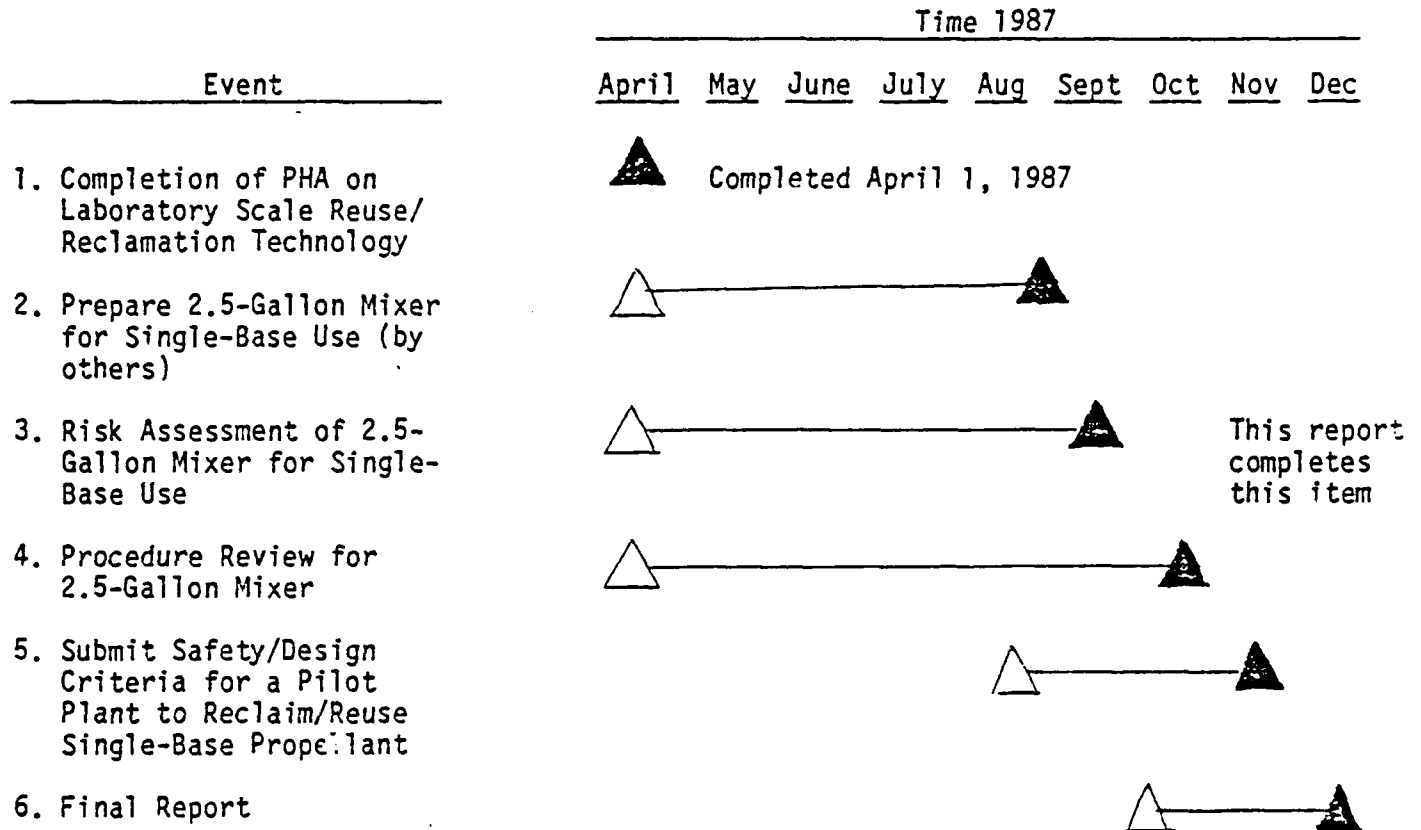 Time 1987
Event
April May June July Aug Sept Oct Nov Dec
1. Completion of PHA on
Laboratory Scale Reuse/
Reclamation Technology
Completed April 1, 1987
2. Prepare 2.5-Gallon Mixer
for Single-Base Use (by
others)
3. Risk Assessment of 2.5-
Gallon Mixer for Single-
Base Use
This report
completes
this item
4. Procedure Review for
2.5-Gallon Mixer
5. Submit Safety/Design
Criteria for a Pilot
Plant to Reclaim/Reuse
Single-Base Propellant
6. Final Report